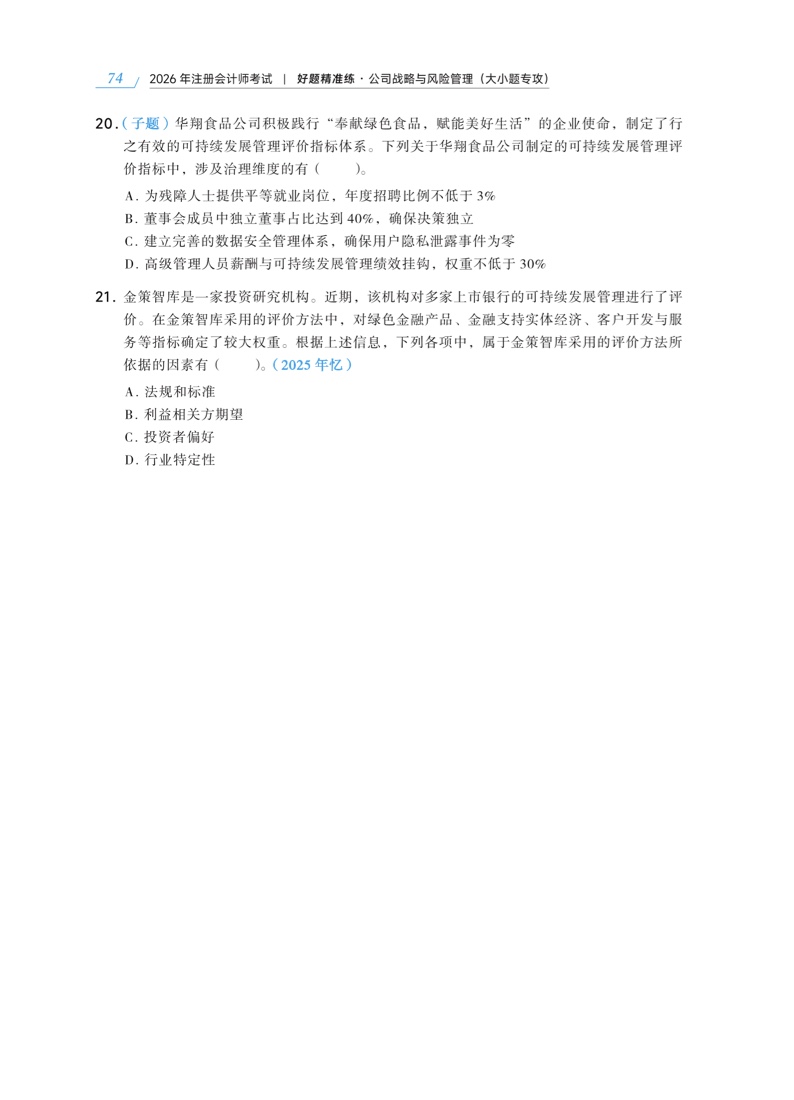 74 2026 年注册会计师考试 | 好题精准练·公司战略与风险管理（大小题专攻）
20.（子题）华翔食品公司积极践行“奉献绿色食品，赋能美好生活”的企业使命，制定了行
之有效的可持续发展管理评价指标体系。下列关于华翔食品公司制定的可持续发展管理评
价指标中，涉及治理维度的有（　　）。
A. 为残障人士提供平等就业岗位，年度招聘比例不低于 3%
B. 董事会成员中独立董事占比达到 40%，确保决策独立
C. 建立完善的数据安全管理体系，确保用户隐私泄露事件为零
D. 高级管理人员薪酬与可持续发展管理绩效挂钩，权重不低于 30%
21. 金策智库是一家投资研究机构。近期，该机构对多家上市银行的可持续发展管理进行了评
价。在金策智库采用的评价方法中，对绿色金融产品、金融支持实体经济、客户开发与服
务等指标确定了较大权重。根据上述信息，下列各项中，属于金策智库采用的评价方法所
依据的因素有（　　）。（2025 年忆）
A. 法规和标准
B. 利益相关方期望
C. 投资者偏好
D. 行业特定性